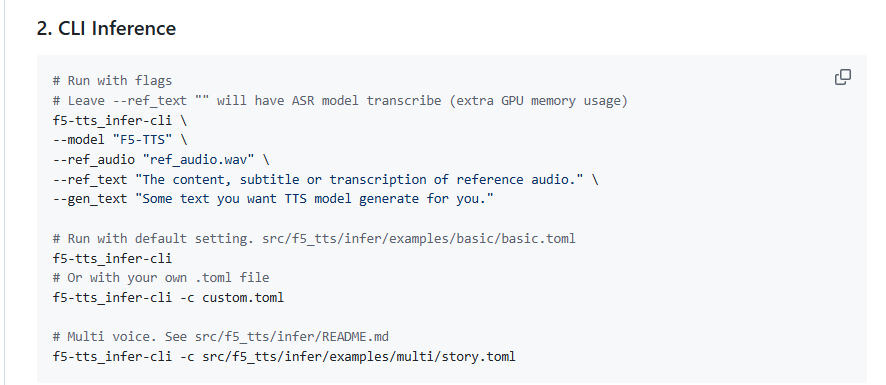 2. CLI Inference
# Run with flags
# Leave --ref_text "" will have ASR model transcribe (extra GPU memory usage)
f5-tts_infer-cli \
--model "F5-TTS" \
--ref_audio "ref_audio.wav" \
--ref_text "The content, subtitle or transcription of reference audio." \
--gen_text "Some text you want TTS model generate for you."
# Run with default setting. src/f5_tts/infer/examples/basic/basic.toml
f5-tts_infer-cli
# Or with your own .toml file
f5-tts_infer-cli -c custom.toml
# Multi voice. See src/f5_tts/infer/README.md
f5-tts_infer-cli -c src/f5_tts/infer/examples/multi/story.toml